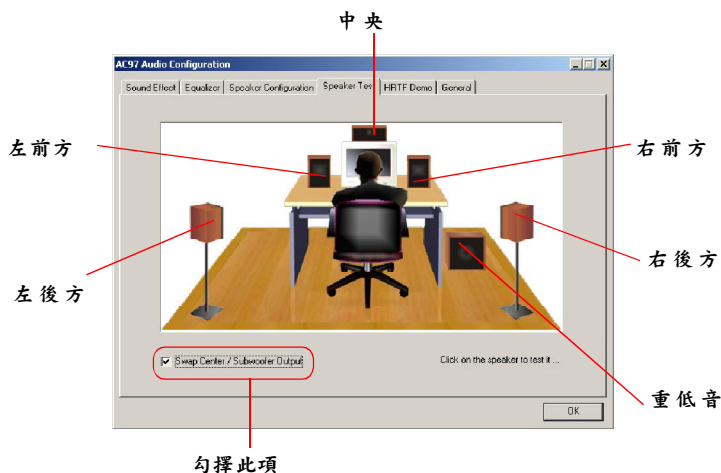 中央
AC97 Audio Configuration
Sound Effect Equalizer Speaker Configuration Speaker Test HRTF Demo General
左前方
右前方
左後方
右後方
Swap Center / Subwoofer Output
Click on the speaker to test it ...
重低音
OK
勾擇此項